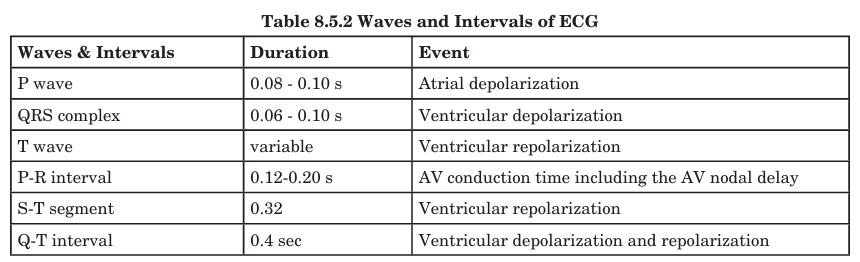 Table 8.5.2 Waves and Intervals of ECG
Waves & Intervals Duration Event
P wave 0.08 - 0.10 s Atrial depolarization
QRS complex 0.06 - 0.10 s Ventricular depolarization
T wave variable Ventricular repolarization
P-R interval 0.12-0.20 s AV conduction time including the AV nodal delay
S-T segment 0.32 Ventricular repolarization
Q-T interval 0.4 sec Ventricular depolarization and repolarization